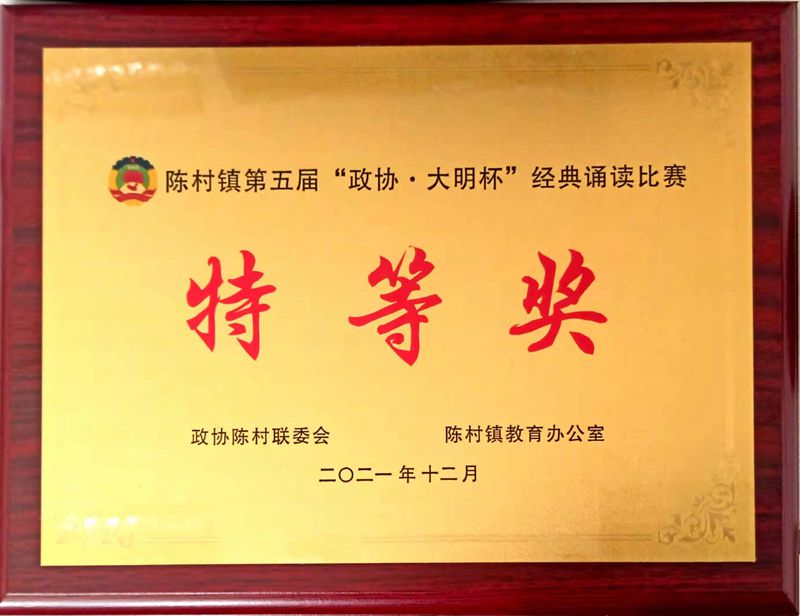 陈村镇第五届“政协·大明杯”经典诵读比赛
特等奖
政协陈村联委会 陈村镇教育办公室
二〇二一年十二月